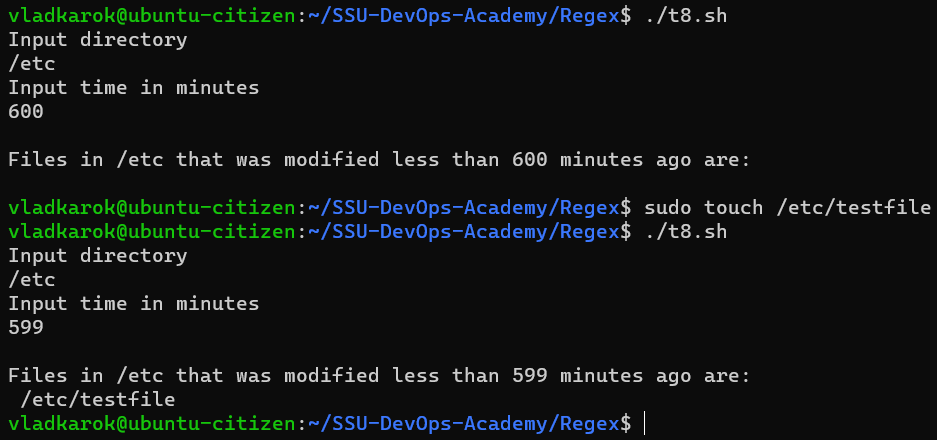 vladkarok@ubuntu-citizen:~/SSU-DevOps-Academy/Regex$ ./t8.sh
Input directory
/etc
Input time in minutes
600

Files in /etc that was modified less than 600 minutes ago are:

vladkarok@ubuntu-citizen:~/SSU-DevOps-Academy/Regex$ sudo touch /etc/testfile
vladkarok@ubuntu-citizen:~/SSU-DevOps-Academy/Regex$ ./t8.sh
Input directory
/etc
Input time in minutes
599

Files in /etc that was modified less than 599 minutes ago are:
 /etc/testfile
vladkarok@ubuntu-citizen:~/SSU-DevOps-Academy/Regex$